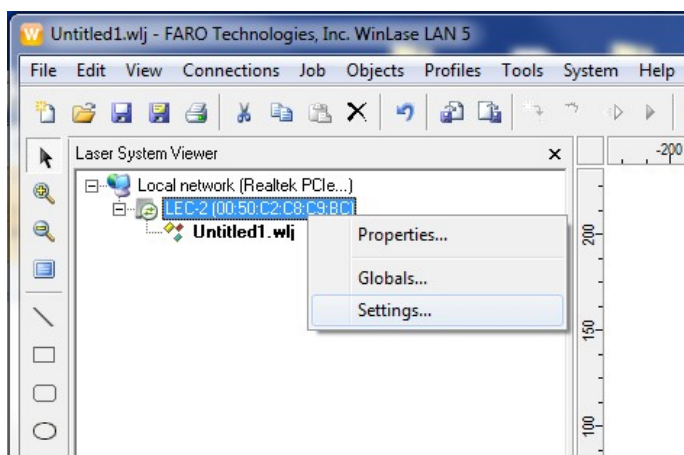 Untitled1.wlj - FARO Technologies, Inc. WinLase LAN 5
File Edit View Connections Job Objects Profiles Tools System Help
Laser System Viewer
-200
Local network (Realtek PCIe...)
LEC-2 (00:50:C2:C8:C9:BC)
Untitled1.wlj
Properties...
Globals...
Settings...
200
150
100